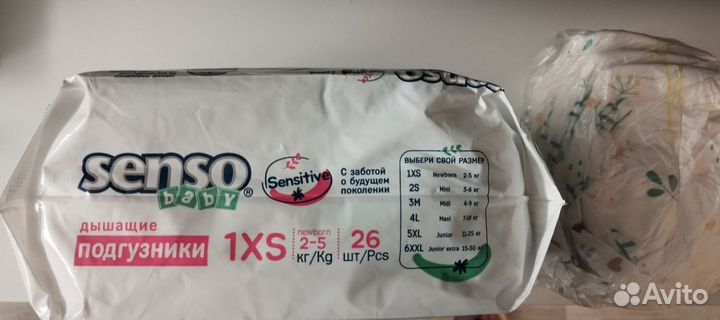 senso
baby®
Sensitive
С заботой
о будущем
поколении
дышащие
подгузники
1XS
newborn
2-5
кг/Kg
26
шт/Pcs
ВЫБЕРИ СВОЙ РАЗМЕР
1XS Newborn 2-5 кг
2S Mini 3-6 кг
3M Midi 4-9 кг
4L Maxi 7-18 кг
5XL Junior 11-25 кг
6XXL Junior extra 15-30 кг
Avito